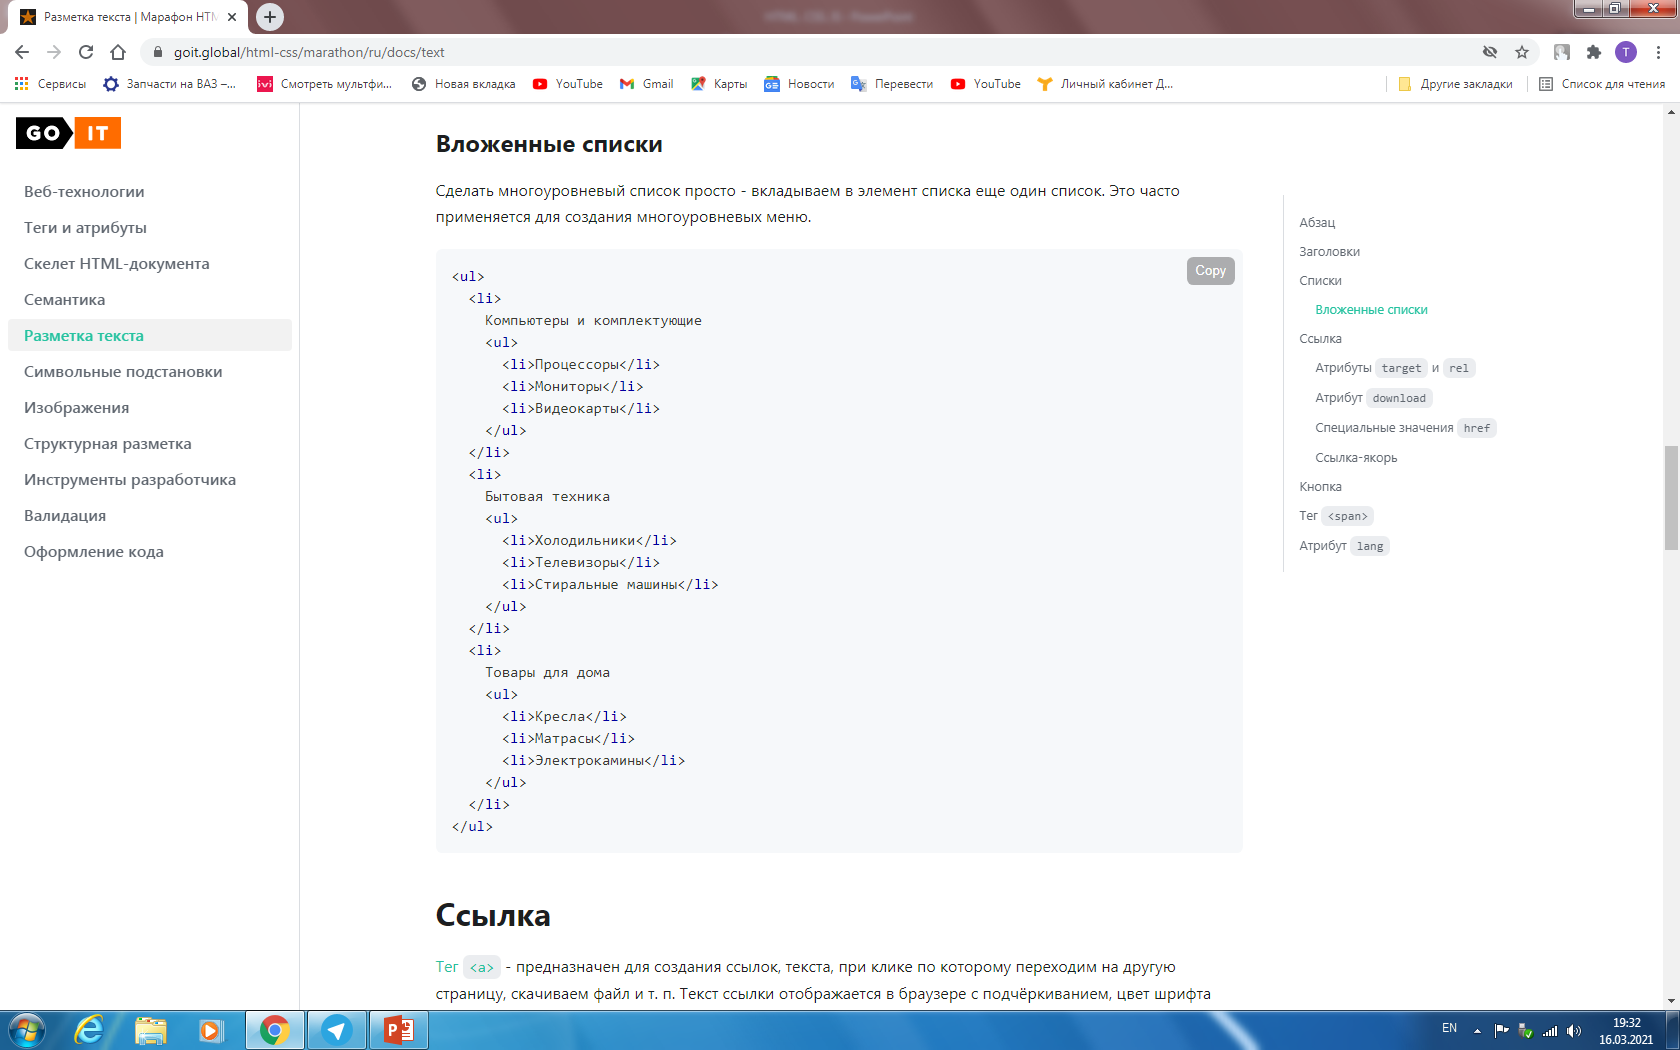 Разметка текста | Марафон HTM
goit.global/html-css/marathon/ru/docs/text
T
Сервисы
Запчасти на ВАЗ –...
Смотреть мультфи...
Новая вкладка
YouTube
Gmail
Карты
Новости
Перевести
YouTube
Личный кабинет Д...
Другие закладки
Список для чтения
GO IT
Веб-технологии
Теги и атрибуты
Скелет HTML-документа
Семантика
Разметка текста
Символьные подстановки
Изображения
Структурная разметка
Инструменты разработчика
Валидация
Оформление кода
Вложенные списки
Сделать многоуровневый список просто - вкладываем в элемент списка еще один список. Это часто
применяется для создания многоуровневых меню.
Copy
<ul>
<li>
Компьютеры и комплектующие
<ul>
<li>Процессоры</li>
<li>Мониторы</li>
<li>Видеокарты</li>
</ul>
</li>
<li>
Бытовая техника
<ul>
<li>Холодильники</li>
<li>Телевизоры</li>
<li>Стиральные машины</li>
</ul>
</li>
<li>
Товары для дома
<ul>
<li>Кресла</li>
<li>Матрасы</li>
<li>Электрокамины</li>
</ul>
</li>
</ul>
Ссылка
Тег <a> - предназначен для создания ссылок, текста, при клике по которому переходим на другую
страницу, скачиваем файл и т. п. Текст ссылки отображается в браузере с подчёркиванием, цвет шрифта
Абзац
Заголовки
Списки
Вложенные списки
Ссылка
Атрибуты target и rel
Атрибут download
Специальные значения href
Ссылка-якорь
Кнопка
Тег <span>
Атрибут lang
EN
19:32
16.03.2021